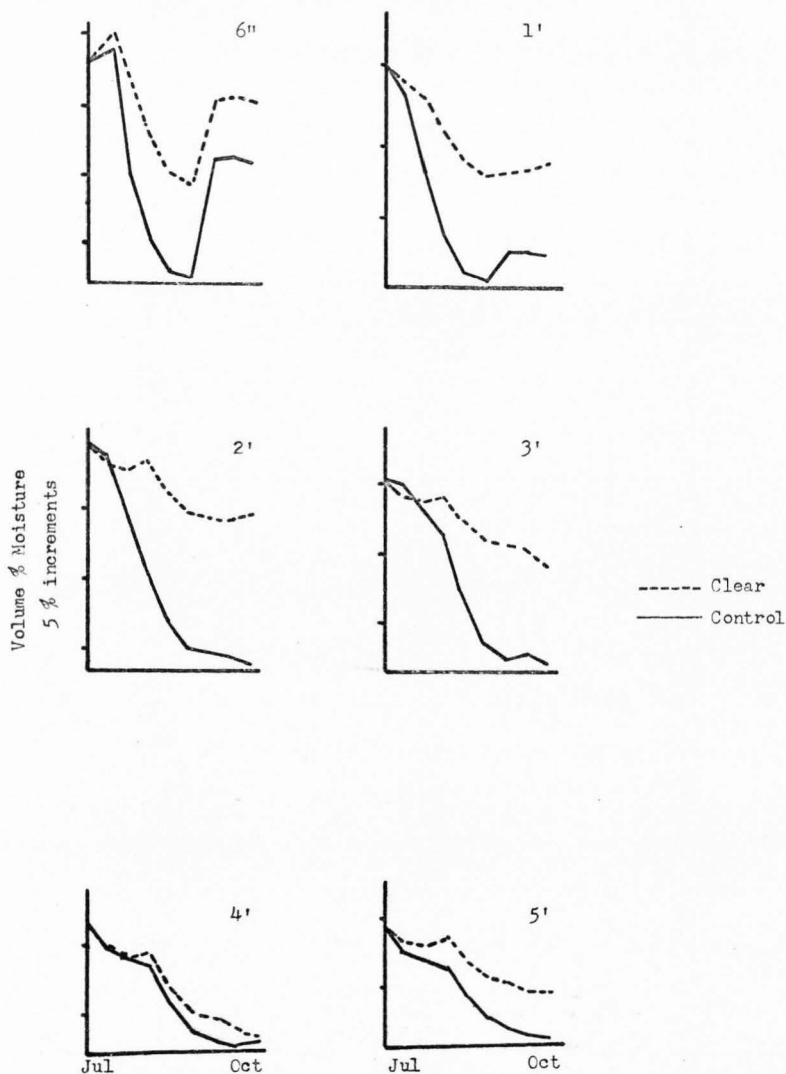 6"
1'
2'
3'
Volume % Moisture
5 % increments
Clear
Control
4'
5'
Jul Oct
Jul Oct